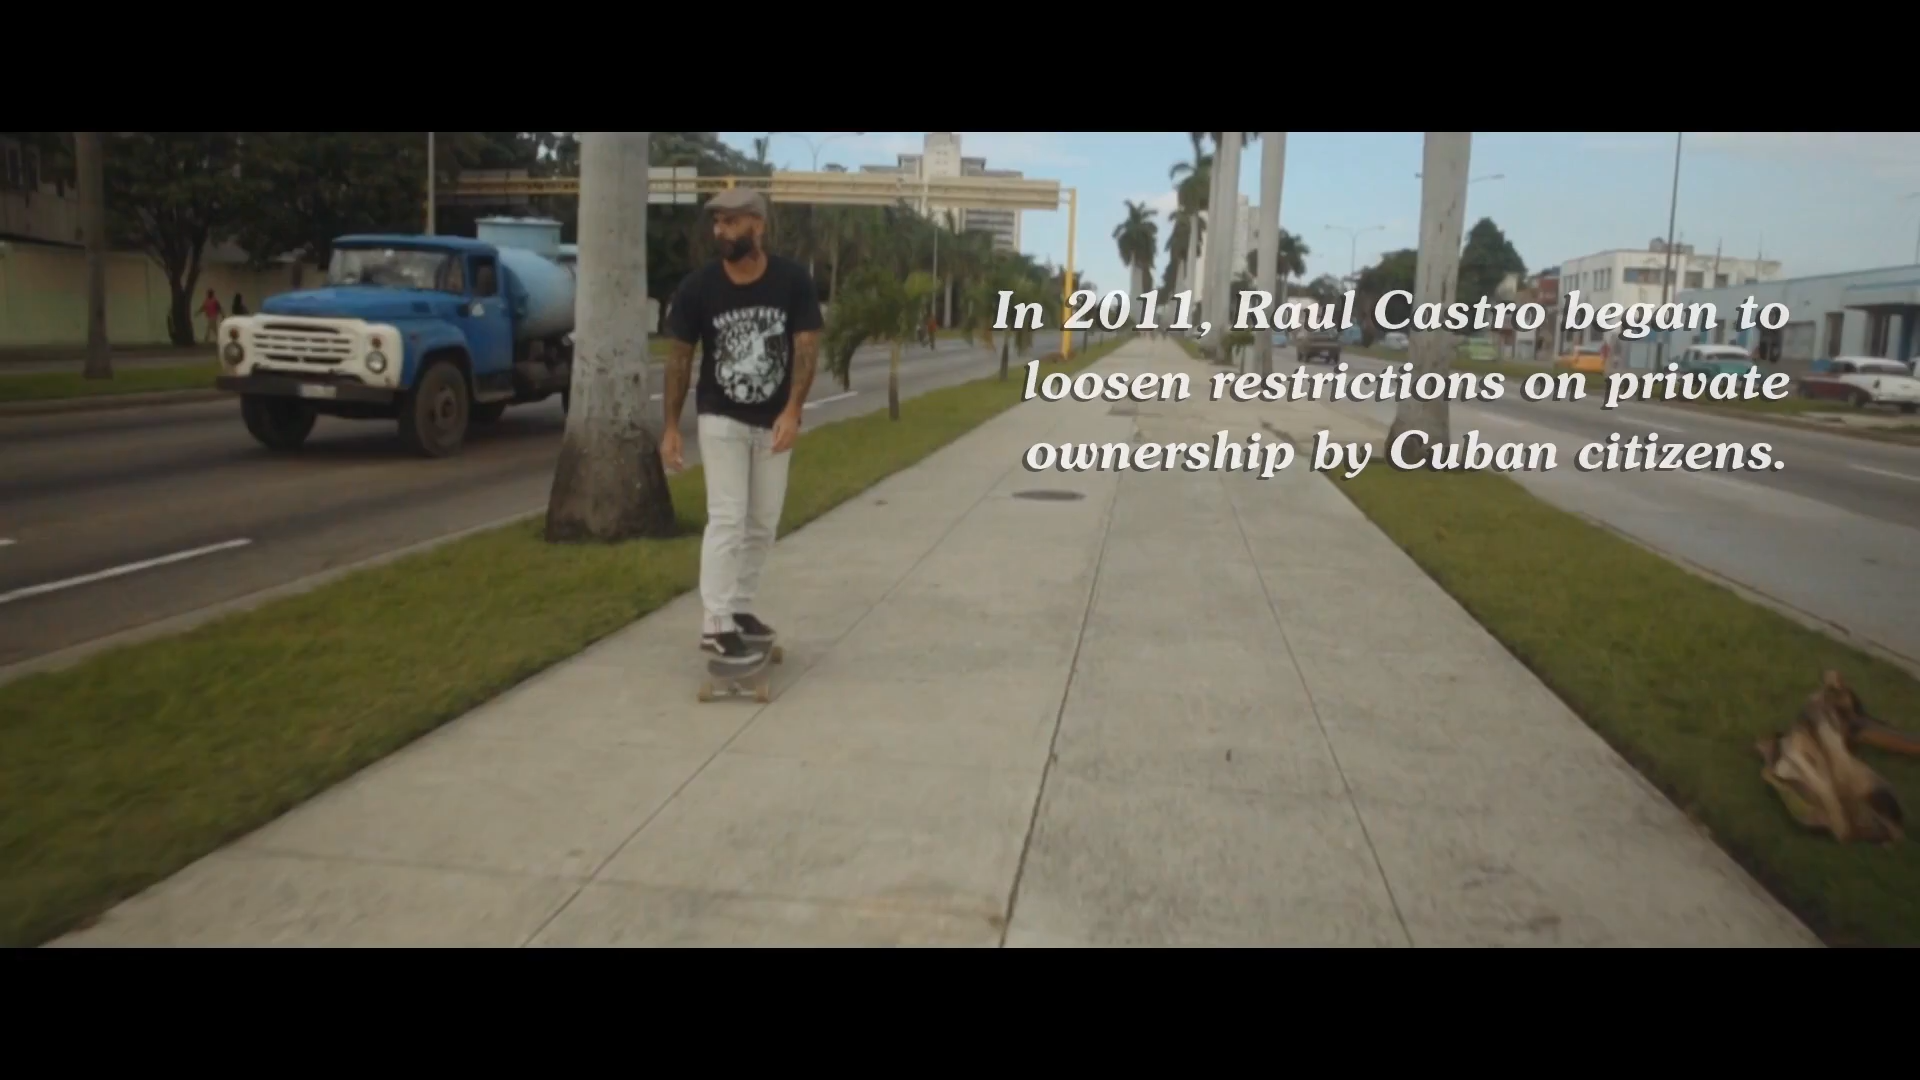 In 2011, Raul Castro began to
loosen restrictions on private
ownership by Cuban citizens.